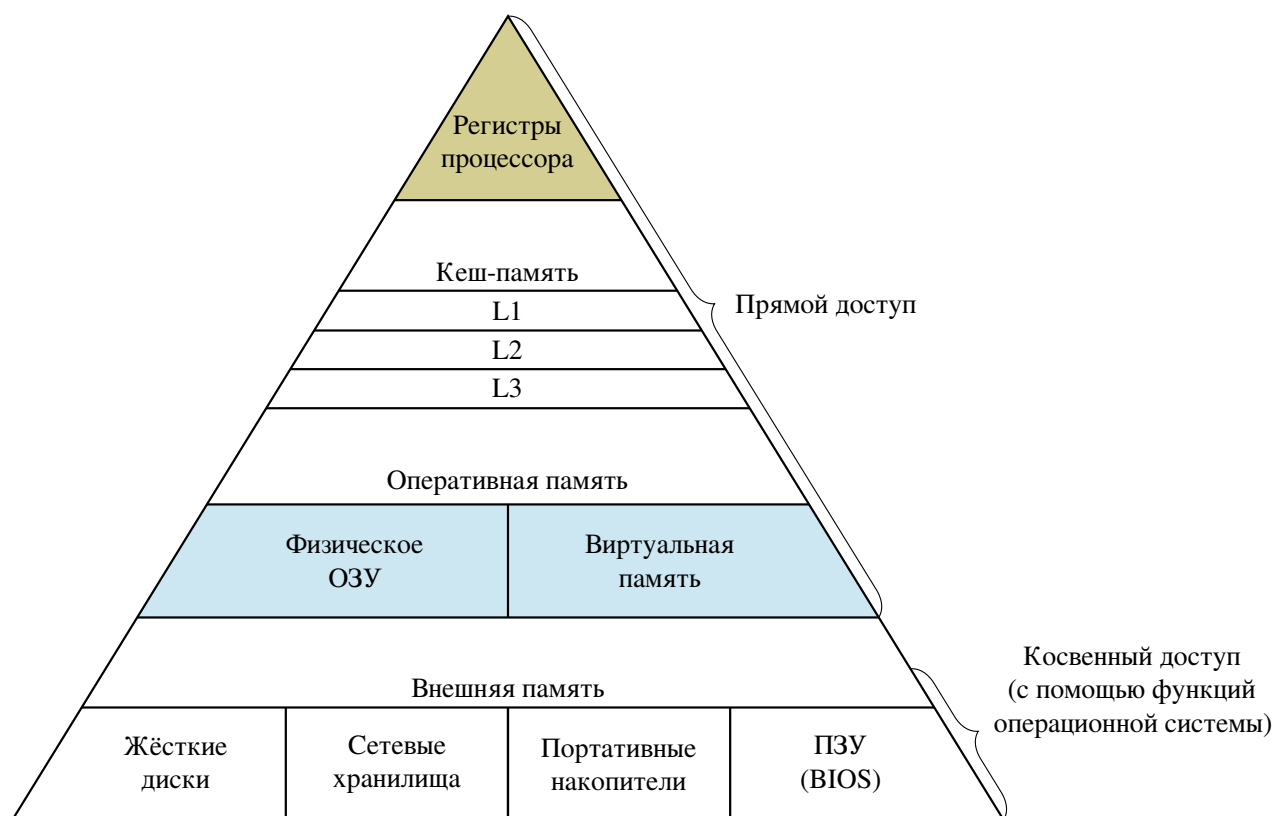 Регистры
процессора
Кеш-память
Прямой доступ
L1
L2
L3
Оперативная память
Физическое
ОЗУ
Виртуальная
память
Внешняя память
Косвенный доступ
(с помощью функций
операционной системы)
Жёсткие
диски
Сетевые
хранилища
Портативные
накопители
ПЗУ
(BIOS)